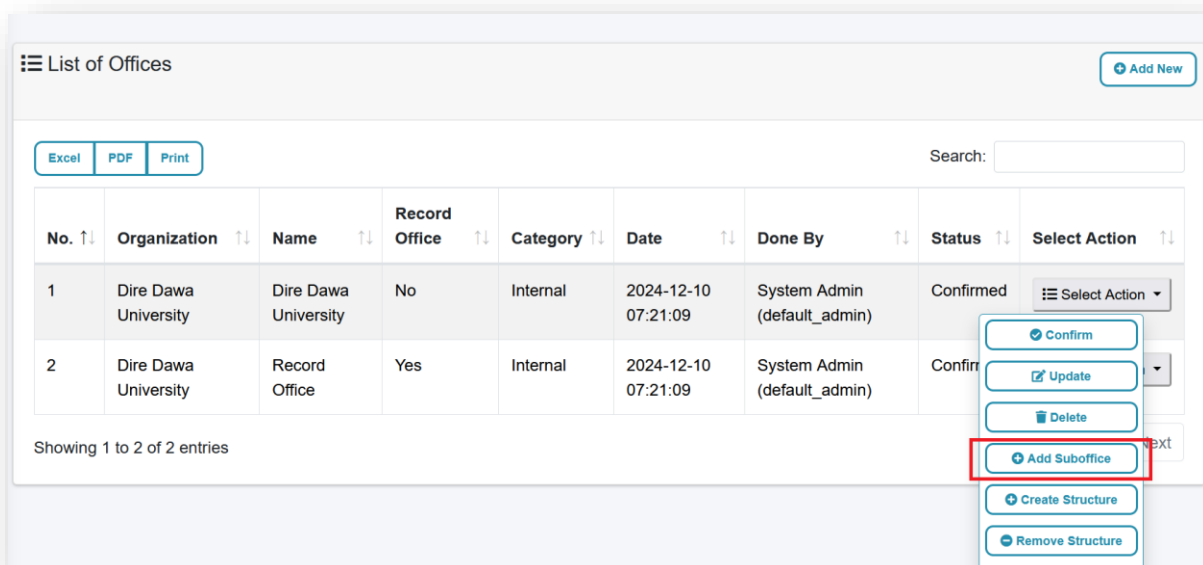 List of Offices
Add New
Excel PDF Print
Search:
No. Organization Name Record Office Category Date Done By Status Select Action
1 Dire Dawa University Dire Dawa University No Internal 2024-12-10 07:21:09 System Admin (default_admin) Confirmed Select Action
Confirm
2 Dire Dawa University Record Office Yes Internal 2024-12-10 07:21:09 System Admin (default_admin)
Update
Delete
Showing 1 to 2 of 2 entries
Add Suboffice
Create Structure
Remove Structure